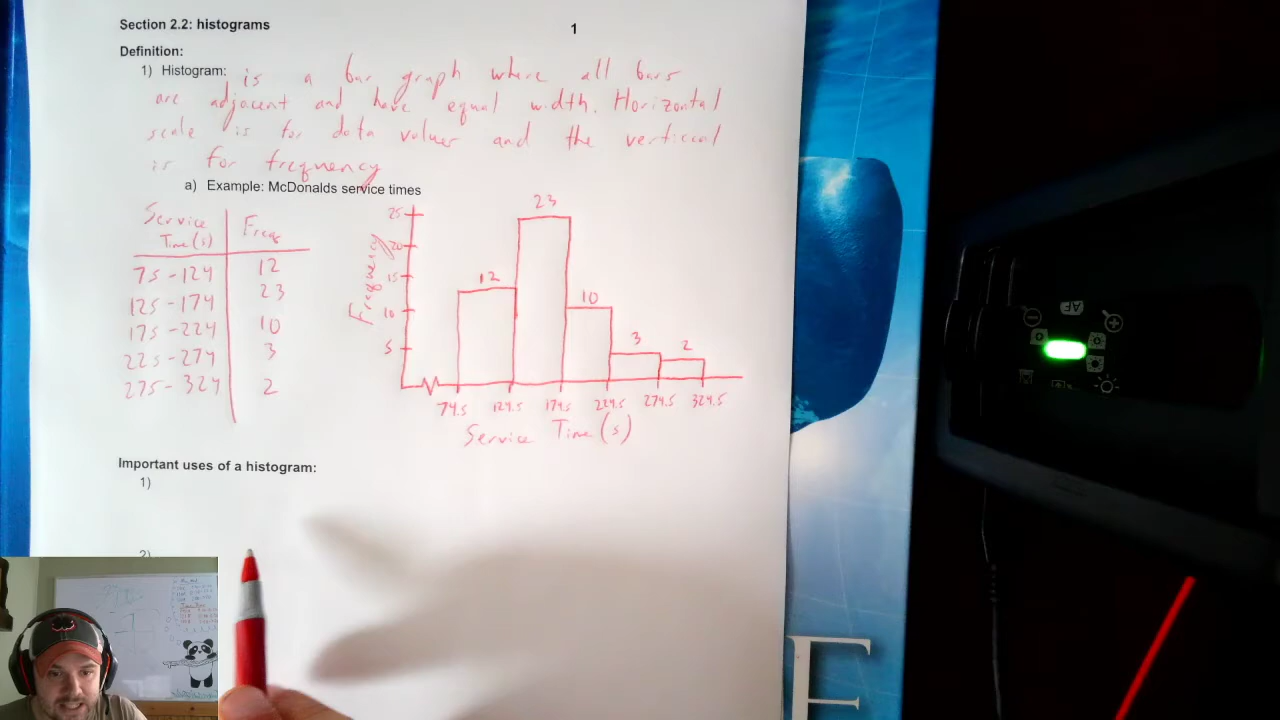 Section 2.2: histograms
1
Definition:
1) Histogram: is a bar graph where all bars
are adjacent and have equal width. Horizontal
scale is for data values and the vertical
is for frequency
a) Example: McDonalds service times
Service Time(s) Freq
75-124 12
125-174 23
175-224 10
225-274 3
275-324 2
Frequency
25
20
15
10
5
12
23
10
3
2
74.5 124.5 174.5 224.5 274.5 324.5
Service Time (s)
Important uses of a histogram:
1)
2)
AF
E